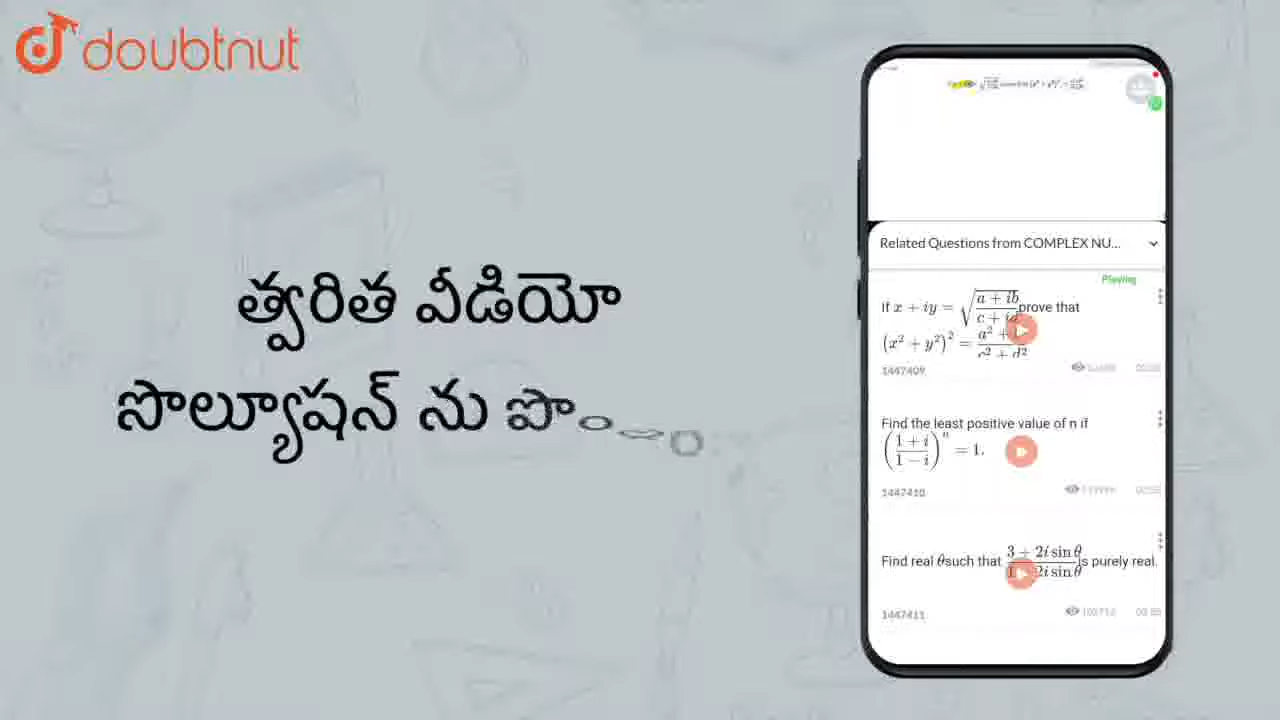 doubtnut
త్వరిత వీడియో
సొల్యూషన్ ను
Related Questions from COMPLEX NU...
Playing
If x + iy = √((a + ib)/(c + id)) prove that
(x² + y²)² = (a² + b²)/(c² + d²)
1447409
Find the least positive value of n if
((1 + i)/(1 − i))ⁿ = 1.
1447410
Find real θ such that (3 + 2i sin θ)/(1 − 2i sin θ) is purely real.
1447411